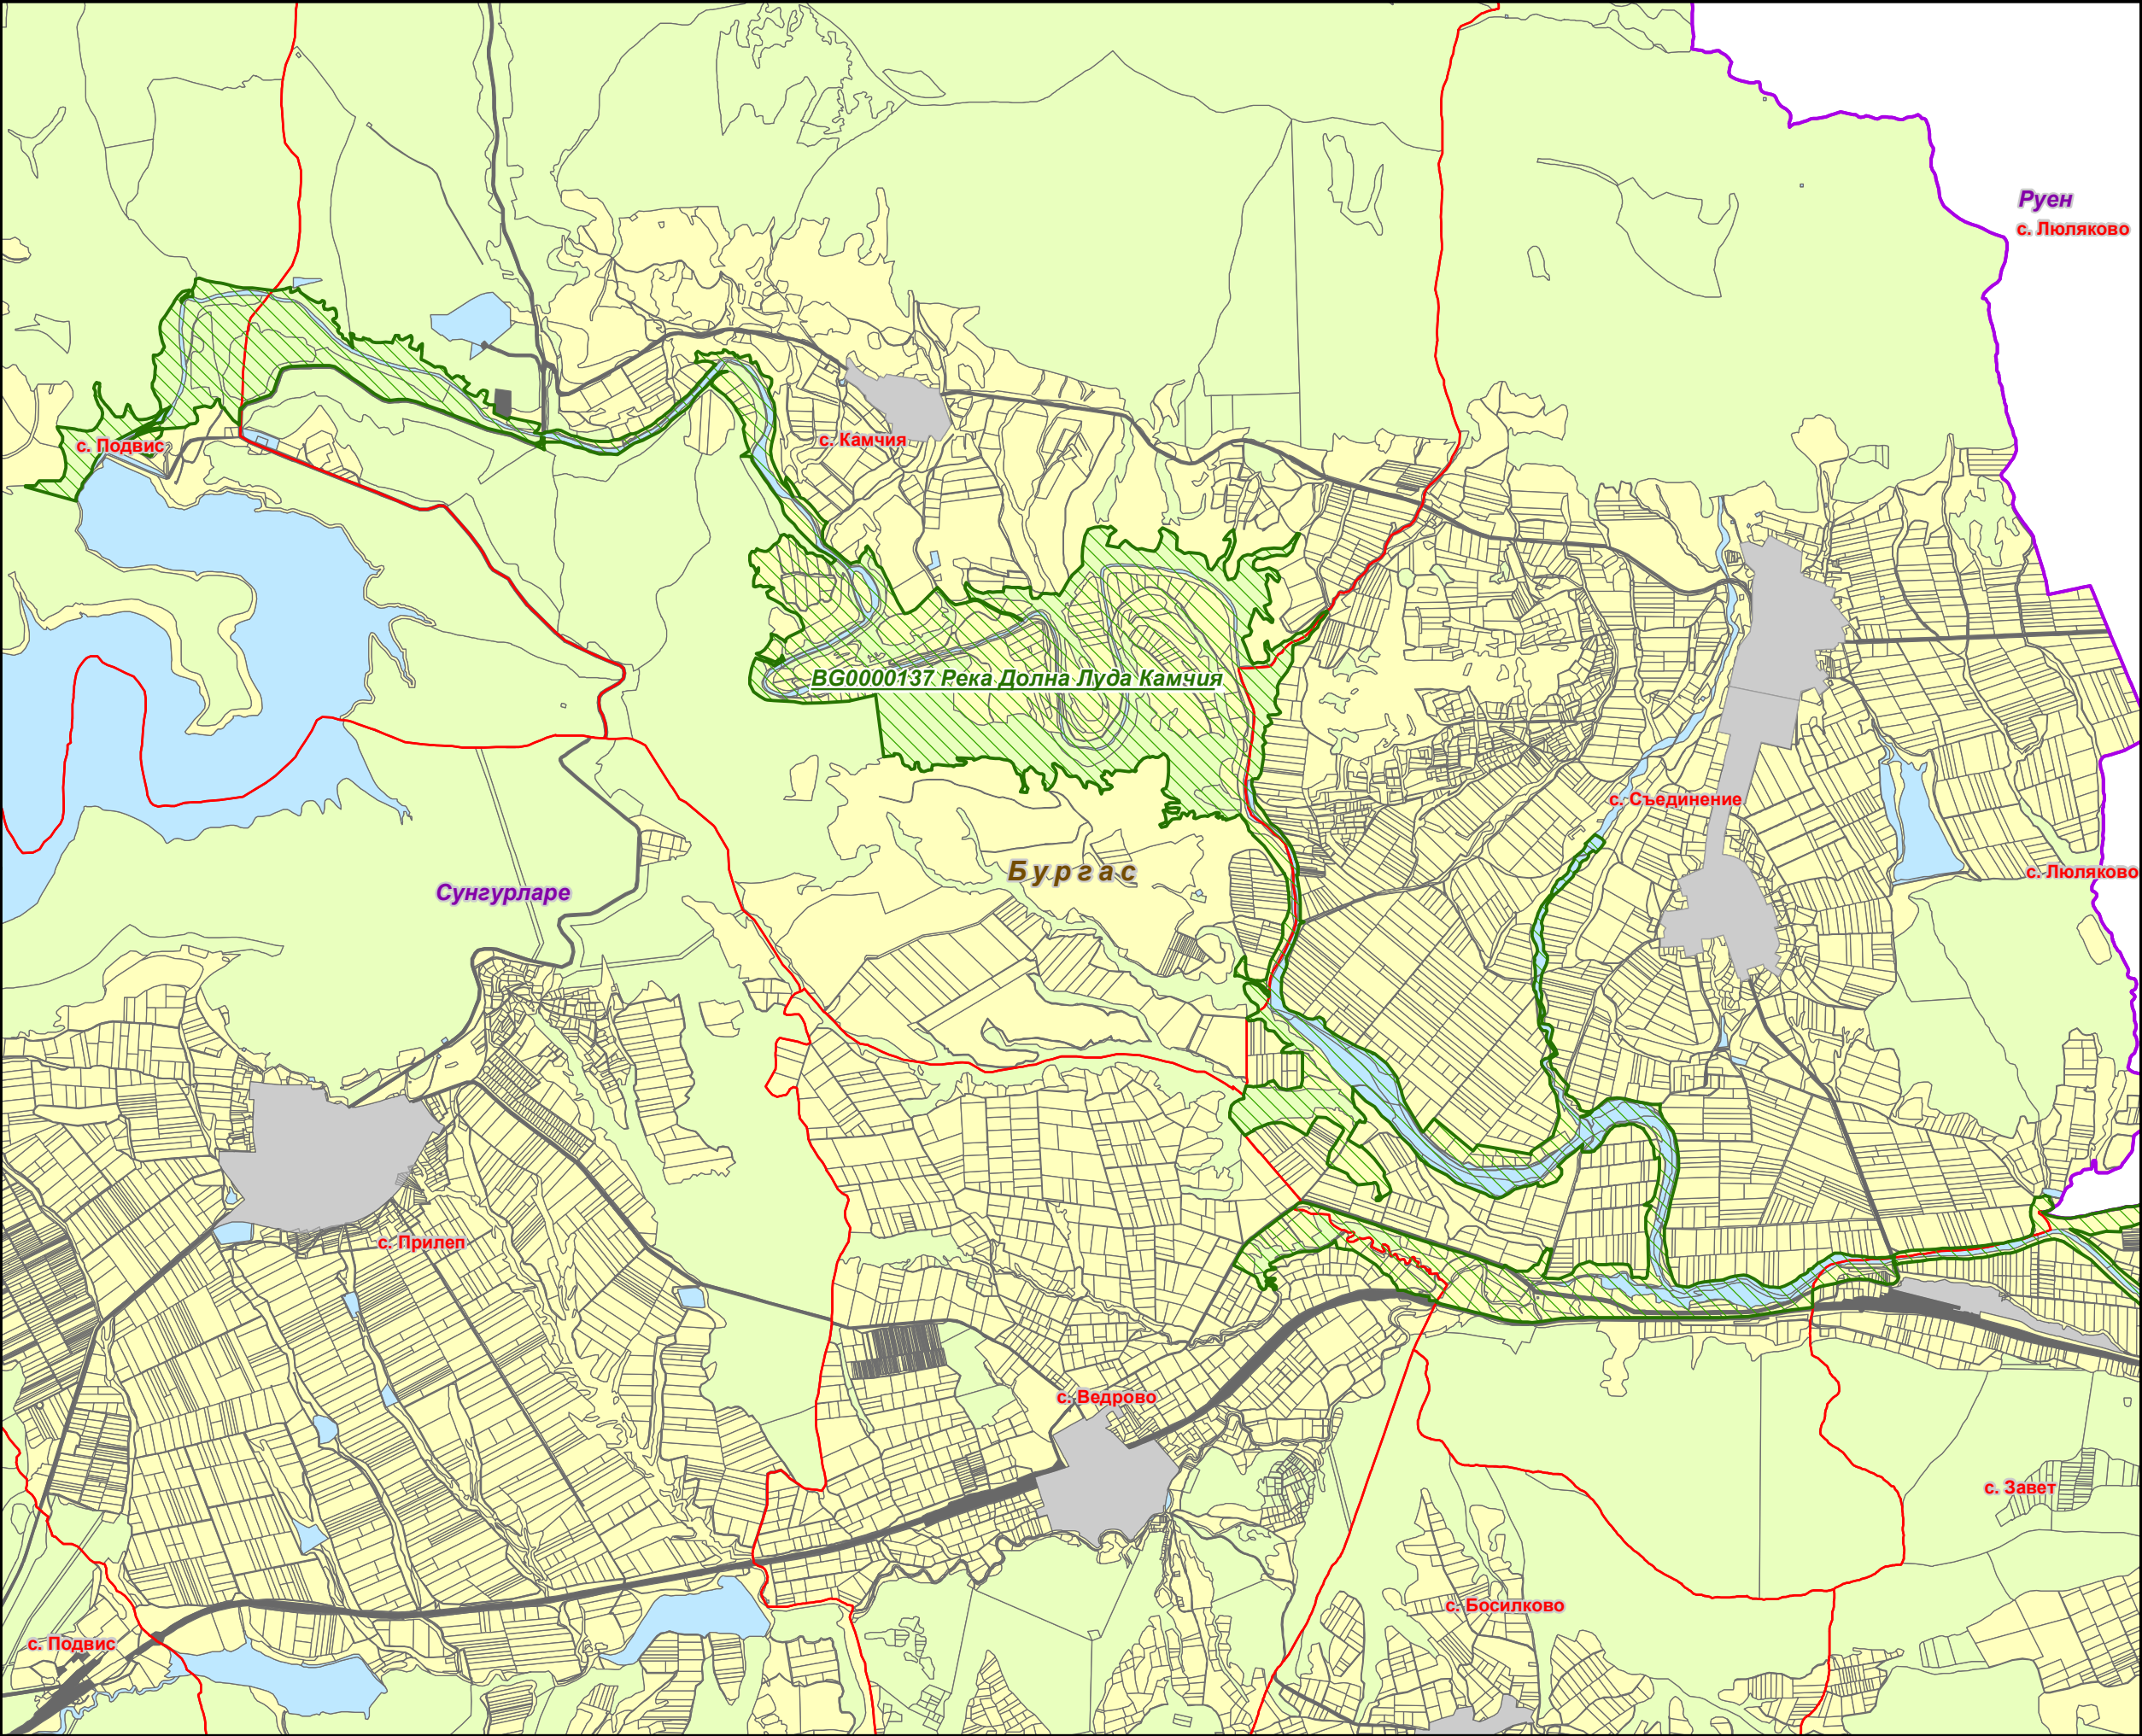 Руен
с. Люляково
с. Подвис
с. Камчия
BG0000137 Река Долна Луда Камчия
с. Съединение
Бургас
с. Люляково
Сунгурларе
с. Прилеп
с. Ведрово
с. Завет
с. Босилково
с. Подвис